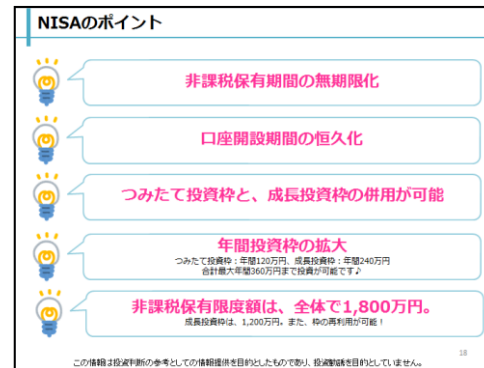 NISAのポイント
非課税保有期間の無期限化
口座開設期間の恒久化
つみたて投資枠と、成長投資枠の併用が可能
年間投資枠の拡大
つみたて投資枠：年間120万円、成長投資枠：年間240万円
合計最大年間360万円まで投資が可能です♪
非課税保有限度額は、全体で1,800万円。
成長投資枠は、1,200万円。また、枠の再利用が可能！
18
この情報は投資判断の参考としての情報提供を目的としたものであり、投資勧誘を目的としていません。